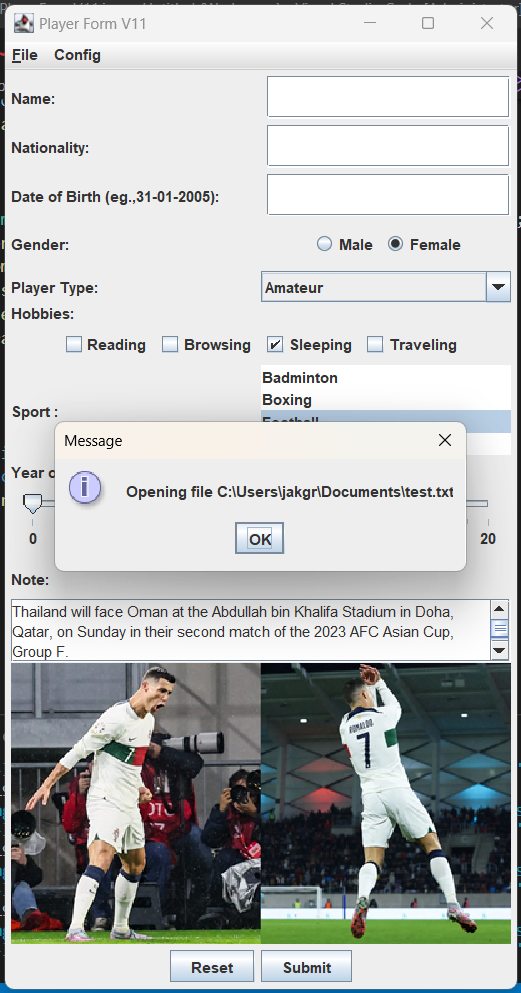 Player Form V11
File Config
Name:
Nationality:
Date of Birth (eg.,31-01-2005):
Gender: Male Female
Player Type: Amateur
Hobbies:
Reading Browsing Sleeping Traveling
Badminton
Boxing
Sport : Football
Message
Year o
Opening file C:\Users\jakgr\Documents\test.txt
OK
0 20
Note:
Thailand will face Oman at the Abdullah bin Khalifa Stadium in Doha,
Qatar, on Sunday in their second match of the 2023 AFC Asian Cup,
Group F.
RONALDO
7
7
Reset Submit